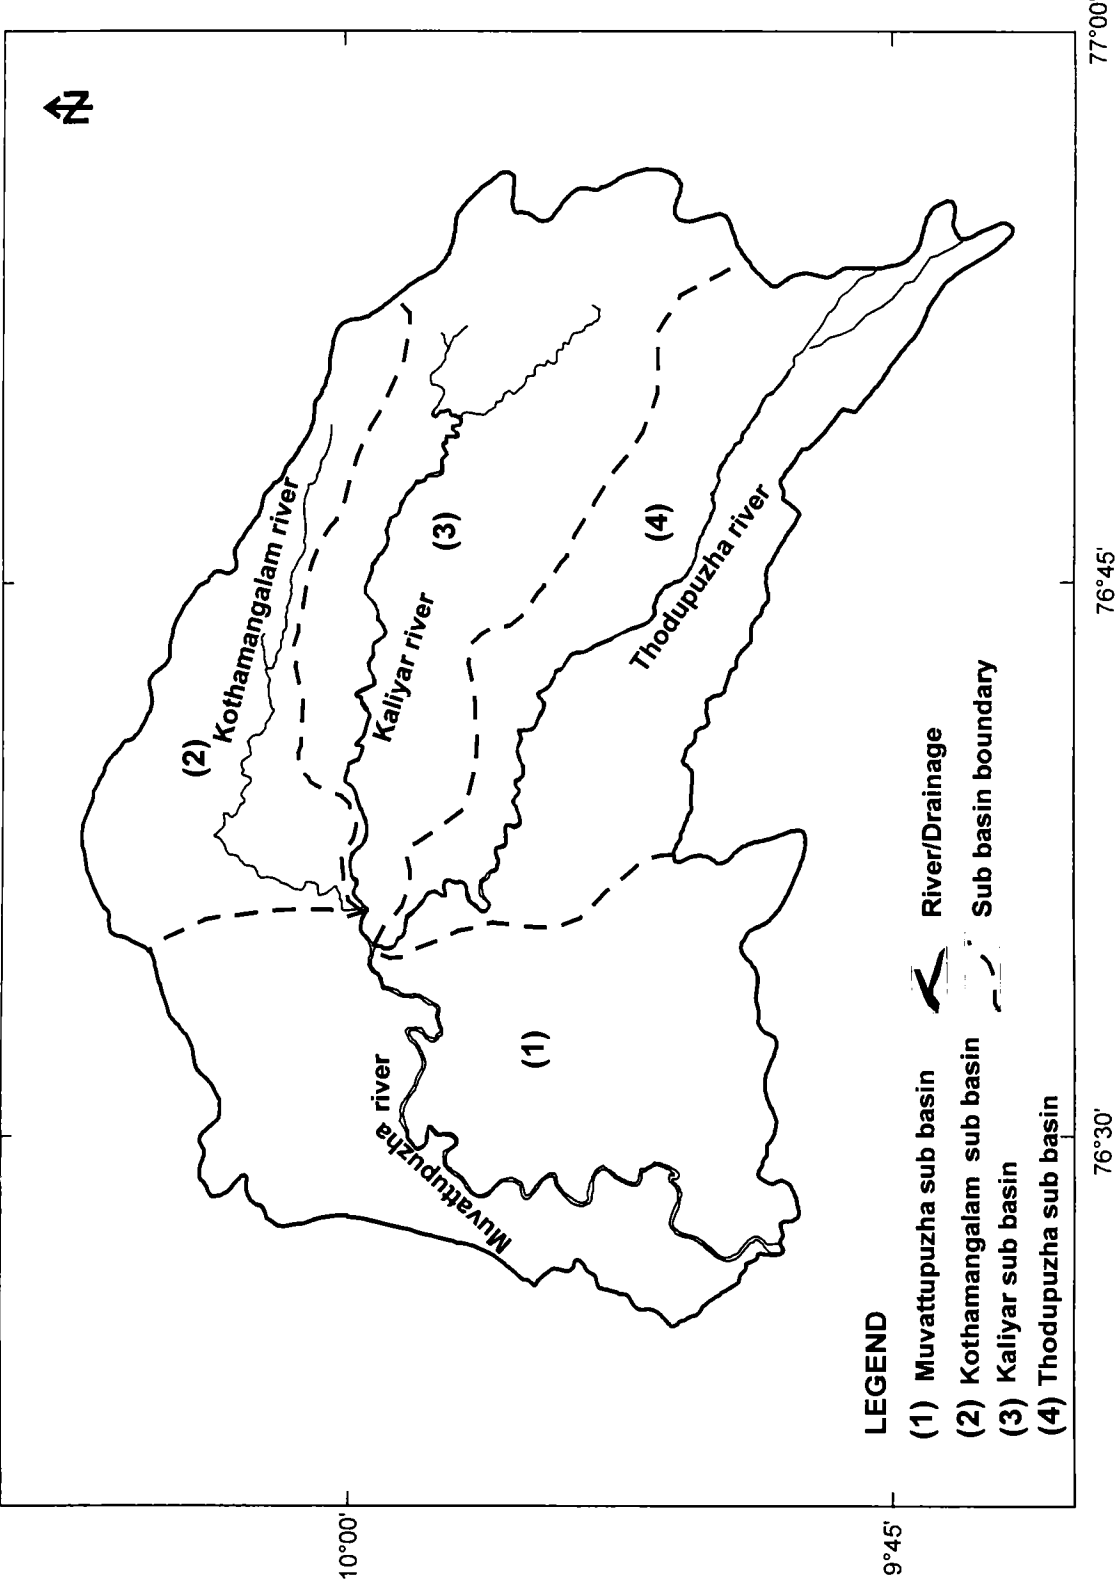 N
(2)
Kothamangalam river
(3)
Kaliyar river
(4)
Thodupuzha river
(1)
Muvattupuzha river
10°00'
9°45'
76°30'
76°45'
77°00'
LEGEND
(1) Muvattupuzha sub basin
(2) Kothamangalam sub basin
(3) Kaliyar sub basin
(4) Thodupuzha sub basin
River/Drainage
Sub basin boundary